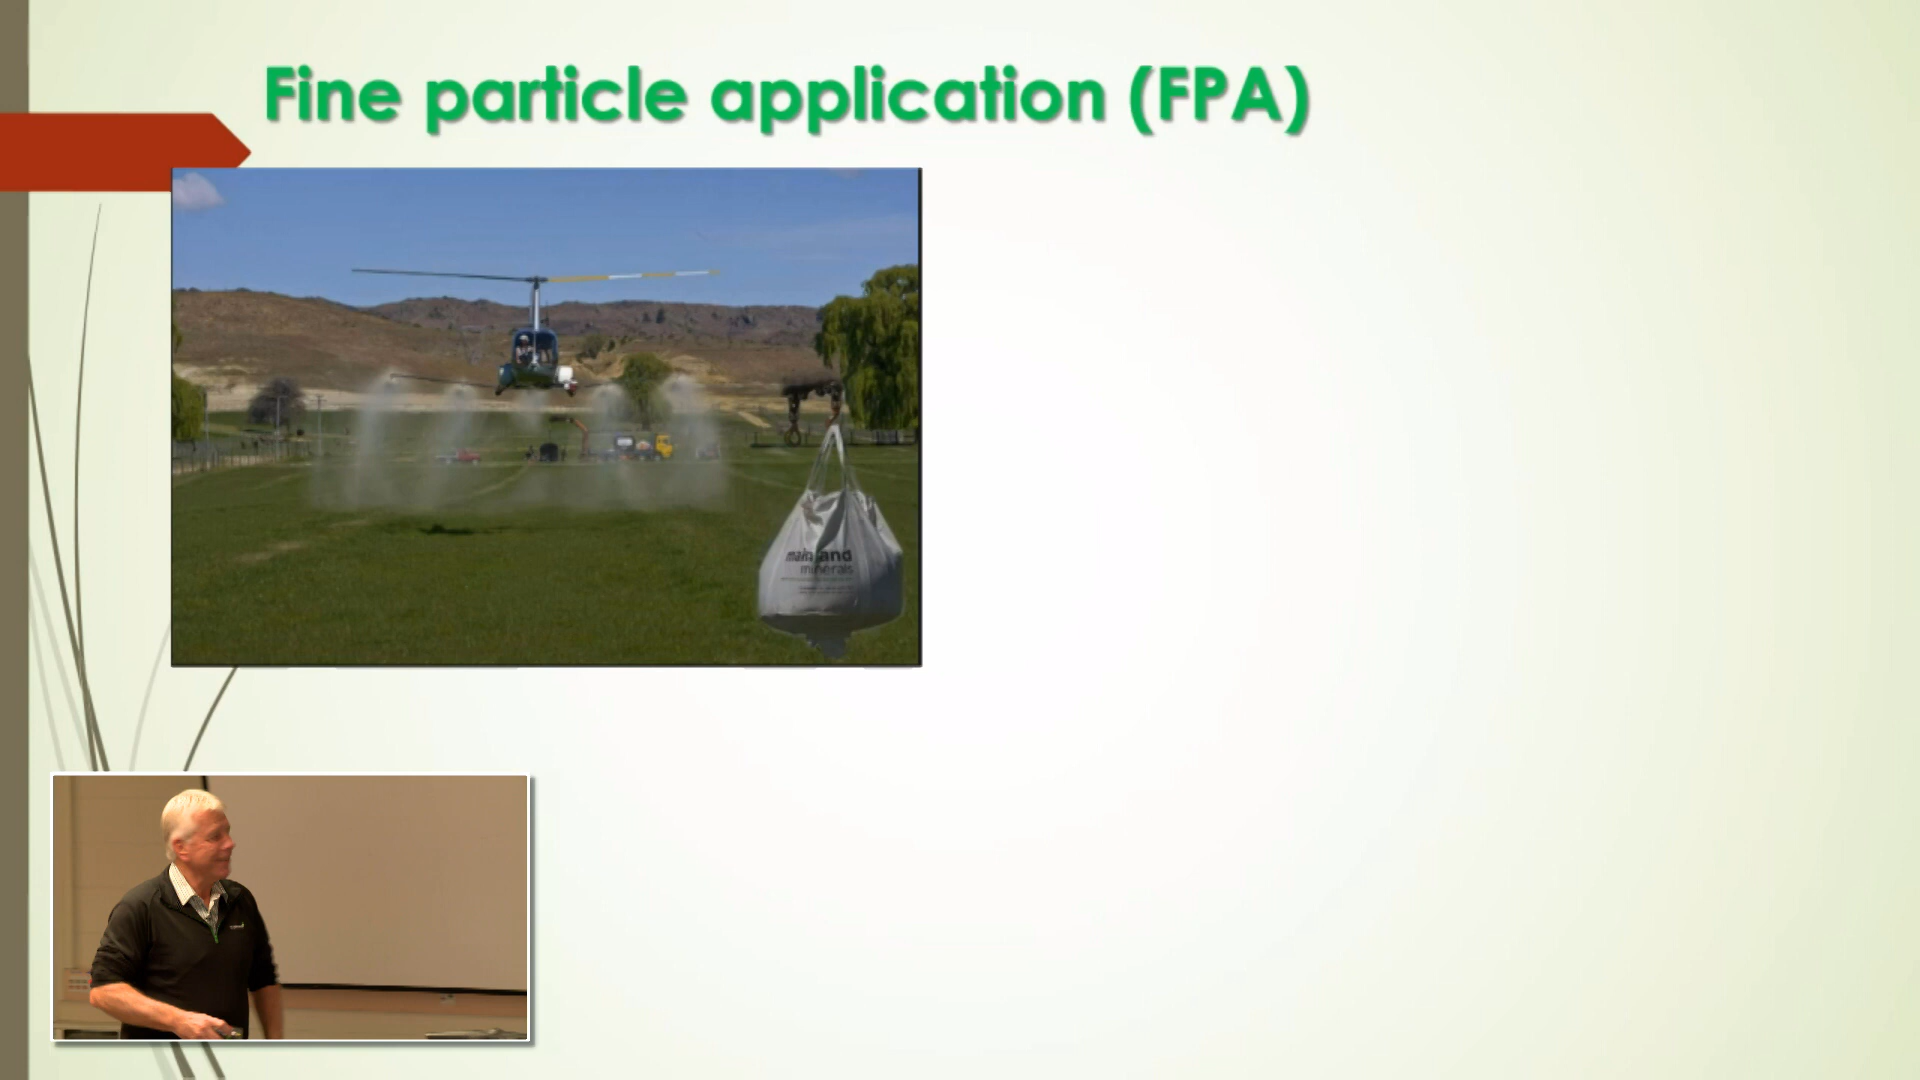 Fine particle application (FPA)
mainland
minerals